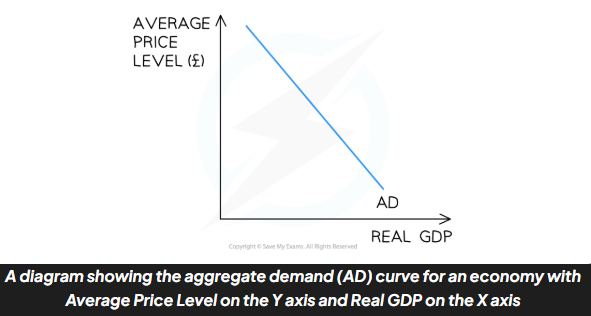 AVERAGE
PRICE
LEVEL (£)
AD
REAL GDP
Copyright © Save My Exams. All Rights Reserved
A diagram showing the aggregate demand (AD) curve for an economy with
Average Price Level on the Y axis and Real GDP on the X axis